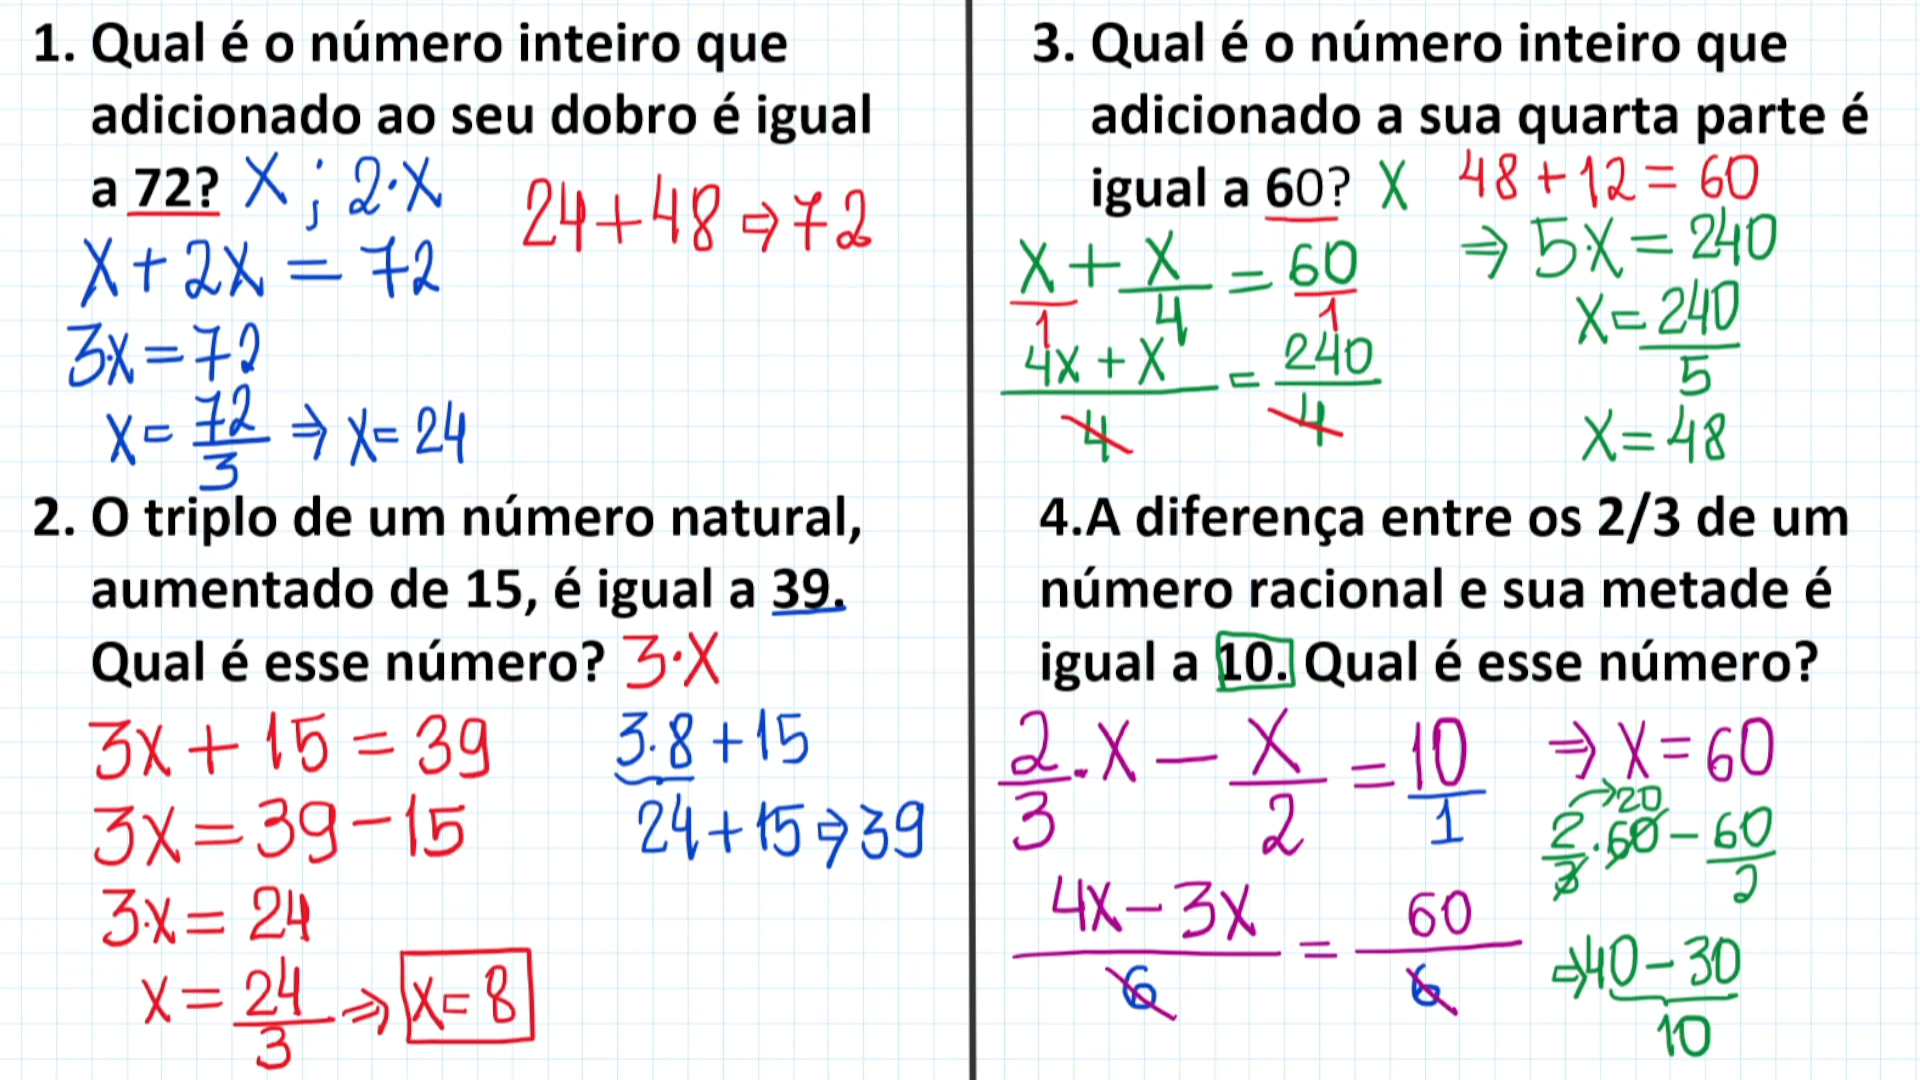 1. Qual é o número inteiro que
adicionado ao seu dobro é igual
a 72? X ; 2·X
24+48⇒72
X+2X=72
3·X=72
X=72/3 ⇒ X=24
2. O triplo de um número natural,
aumentado de 15, é igual a 39.
Qual é esse número? 3·X
3X+15=39
3X=39-15
3·X=24
X=24/3 ⇒ X=8
3.8+15
24+15⇒39
3. Qual é o número inteiro que
adicionado a sua quarta parte é
igual a 60? X 48+12=60
X/1+X/4=60/1
4X+X/4=240/4
⇒5·X=240
X=240/5
X=48
4.A diferença entre os 2/3 de um
número racional e sua metade é
igual a 10. Qual é esse número?
2/3·X-X/2=10/1
4X-3X/6=60/6
⇒X=60
20
2/3·60-60/2
⇒40-30
10